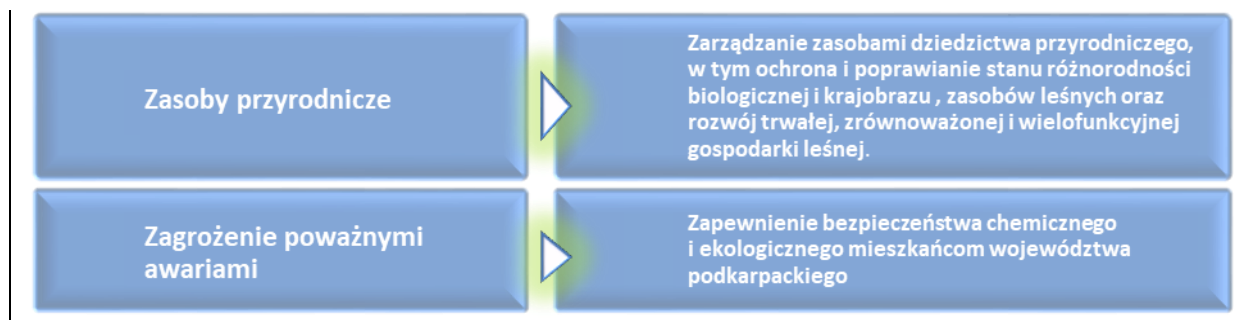 Zasoby przyrodnicze
Zarządzanie zasobami dziedzictwa przyrodniczego,
w tym ochrona i poprawianie stanu różnorodności
biologicznej i krajobrazu , zasobów leśnych oraz
rozwój trwałej, zrównoważonej i wielofunkcyjnej
gospodarki leśnej.
Zagrożenie poważnymi
awariami
Zapewnienie bezpieczeństwa chemicznego
i ekologicznego mieszkańcom województwa
podkarpackiego